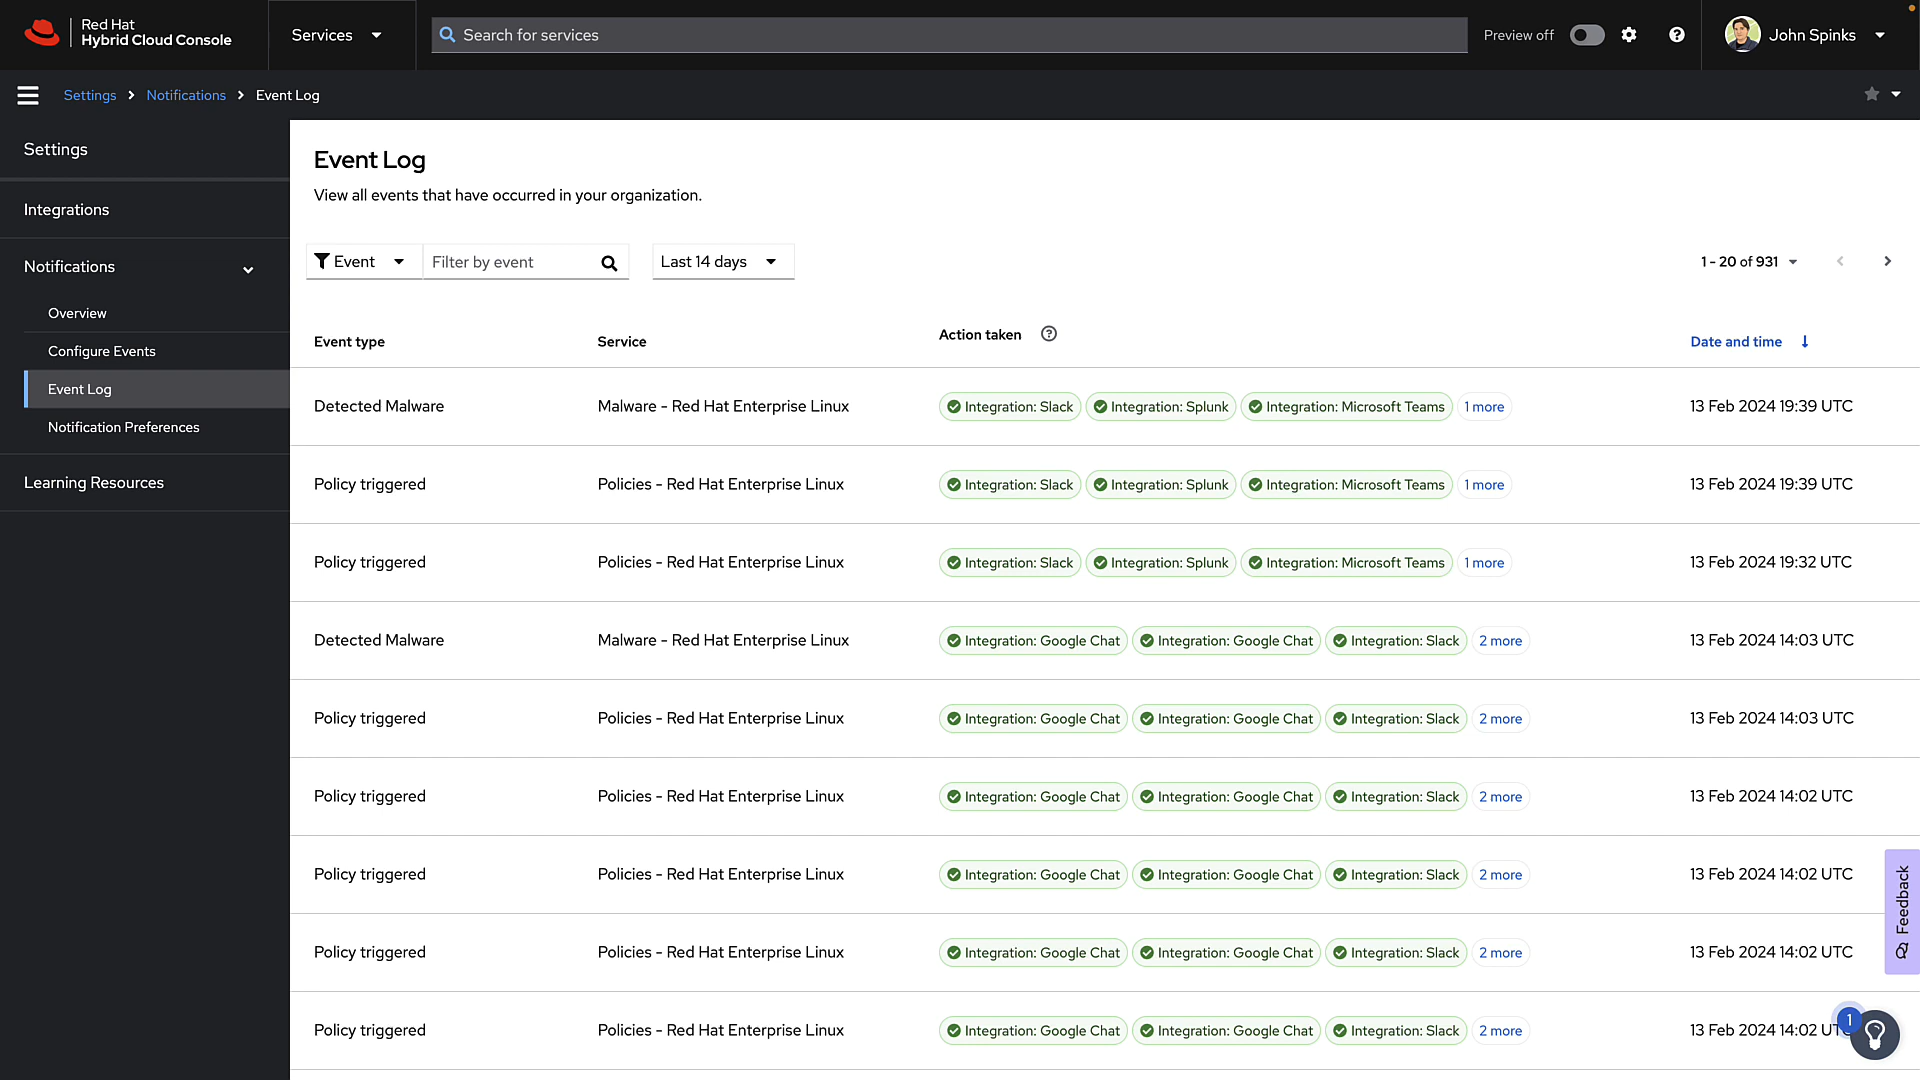 Red Hat
Hybrid Cloud Console
Services
Search for services
Preview off
John Spinks
Settings
Notifications
Event Log
Settings
Integrations
Notifications
Overview
Configure Events
Event Log
Notification Preferences
Learning Resources
Event Log
View all events that have occurred in your organization.
Event
Filter by event
Last 14 days
1 - 20 of 931
Event type Service Action taken Date and time
Detected Malware Malware - Red Hat Enterprise Linux Integration: Slack Integration: Splunk Integration: Microsoft Teams 1 more 13 Feb 2024 19:39 UTC
Policy triggered Policies - Red Hat Enterprise Linux Integration: Slack Integration: Splunk Integration: Microsoft Teams 1 more 13 Feb 2024 19:39 UTC
Policy triggered Policies - Red Hat Enterprise Linux Integration: Slack Integration: Splunk Integration: Microsoft Teams 1 more 13 Feb 2024 19:32 UTC
Detected Malware Malware - Red Hat Enterprise Linux Integration: Google Chat Integration: Google Chat Integration: Slack 2 more 13 Feb 2024 14:03 UTC
Policy triggered Policies - Red Hat Enterprise Linux Integration: Google Chat Integration: Google Chat Integration: Slack 2 more 13 Feb 2024 14:03 UTC
Policy triggered Policies - Red Hat Enterprise Linux Integration: Google Chat Integration: Google Chat Integration: Slack 2 more 13 Feb 2024 14:02 UTC
Policy triggered Policies - Red Hat Enterprise Linux Integration: Google Chat Integration: Google Chat Integration: Slack 2 more 13 Feb 2024 14:02 UTC
Policy triggered Policies - Red Hat Enterprise Linux Integration: Google Chat Integration: Google Chat Integration: Slack 2 more 13 Feb 2024 14:02 UTC
Policy triggered Policies - Red Hat Enterprise Linux Integration: Google Chat Integration: Google Chat Integration: Slack 2 more 13 Feb 2024 14:02 UTC
Feedback
1